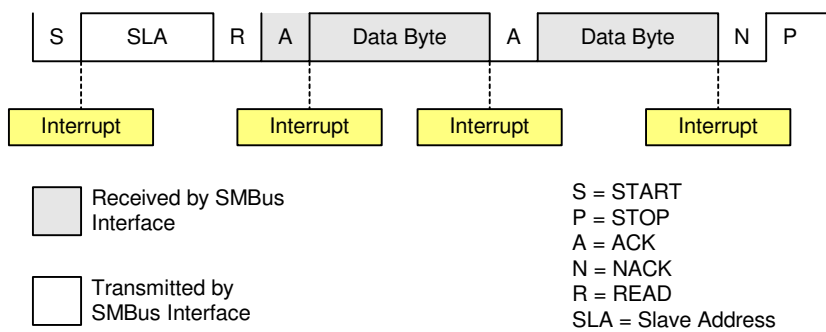 S SLA R A Data Byte A Data Byte N P
Interrupt Interrupt Interrupt Interrupt
Received by SMBus
Interface
Transmitted by
SMBus Interface
S = START
P = STOP
A = ACK
N = NACK
R = READ
SLA = Slave Address